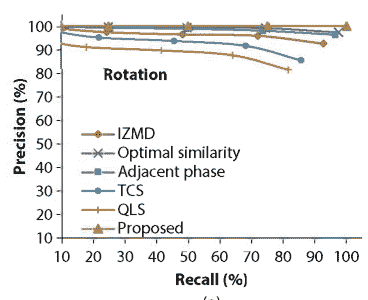 100
90
80
70
60
50
40
30
20
10
Precision (%)
Rotation
IZMD
Optimal similarity
Adjacent phase
TCS
QLS
Proposed
10 20 30 40 50 60 70 80 90 100
Recall (%)